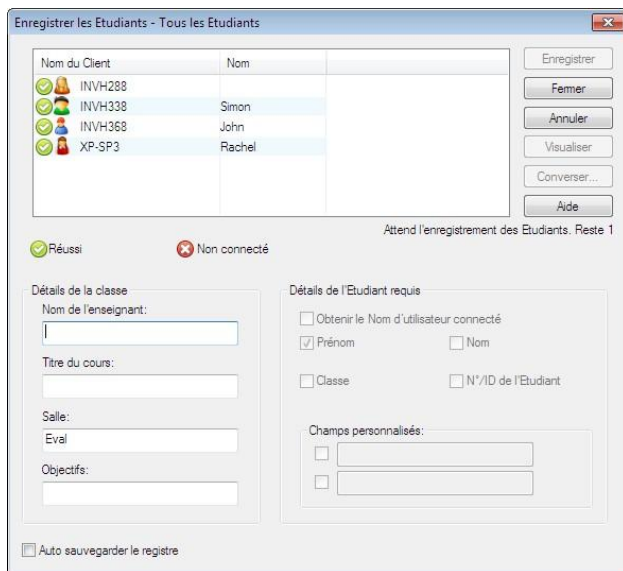 Enregistrer les Etudiants - Tous les Etudiants
Nom du Client Nom
INVH288
INVH338 Simon
INVH368 John
XP-SP3 Rachel
Enregistrer
Fermer
Annuler
Visualiser
Converser...
Aide
Attend l'enregistrement des Etudiants. Reste 1
Réussi
Non connecté
Détails de la classe
Nom de l'enseignant:
Titre du cours:
Salle:
Eval
Objectifs:
Détails de l'Etudiant requis
Obtenir le Nom d'utilisateur connecté
Prénom
Nom
Classe
N°/ID de l'Etudiant
Champs personnalisés:
Auto sauvegarder le registre